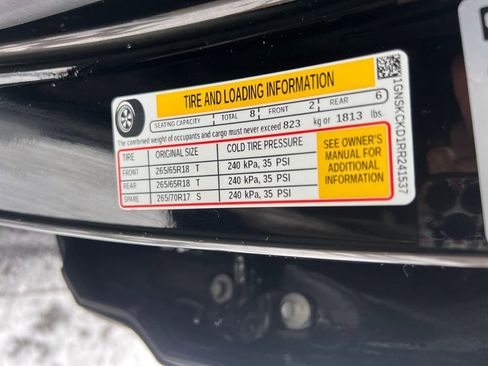 TIRE AND LOADING INFORMATION
SEATING CAPACITY TOTAL 8 FRONT 2 REAR 6
The combined weight of occupants and cargo must never exceed 823 kg or 1813 lbs.
TIRE ORIGINAL SIZE COLD TIRE PRESSURE
FRONT 265/65R18 T 240 kPa, 35 PSI
REAR 265/65R18 T 240 kPa, 35 PSI
SPARE 265/70R17 S 240 kPa, 35 PSI
SEE OWNER'S
MANUAL FOR
ADDITIONAL
INFORMATION
1GNSKCKD1RR241537